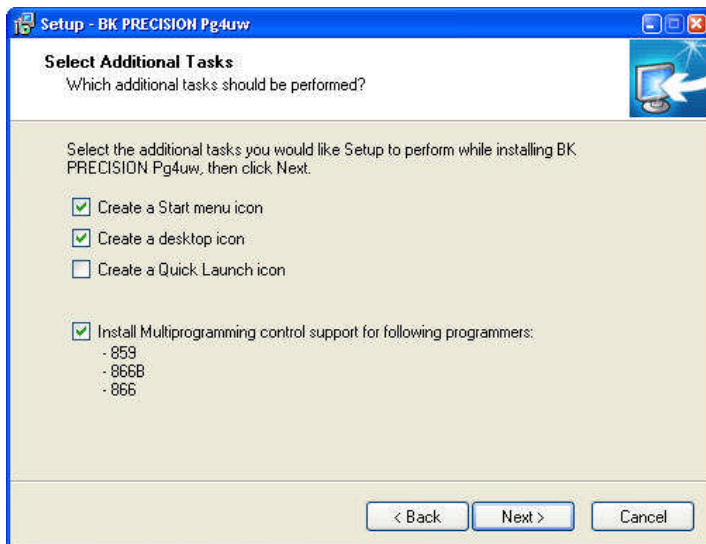 Setup - BK PRECISION Pg4uw
Select Additional Tasks
Which additional tasks should be performed?
Select the additional tasks you would like Setup to perform while installing BK
PRECISION Pg4uw, then click Next.
Create a Start menu icon
Create a desktop icon
Create a Quick Launch icon
Install Multiprogramming control support for following programmers:
- 859
- 866B
- 866
< Back
Next >
Cancel